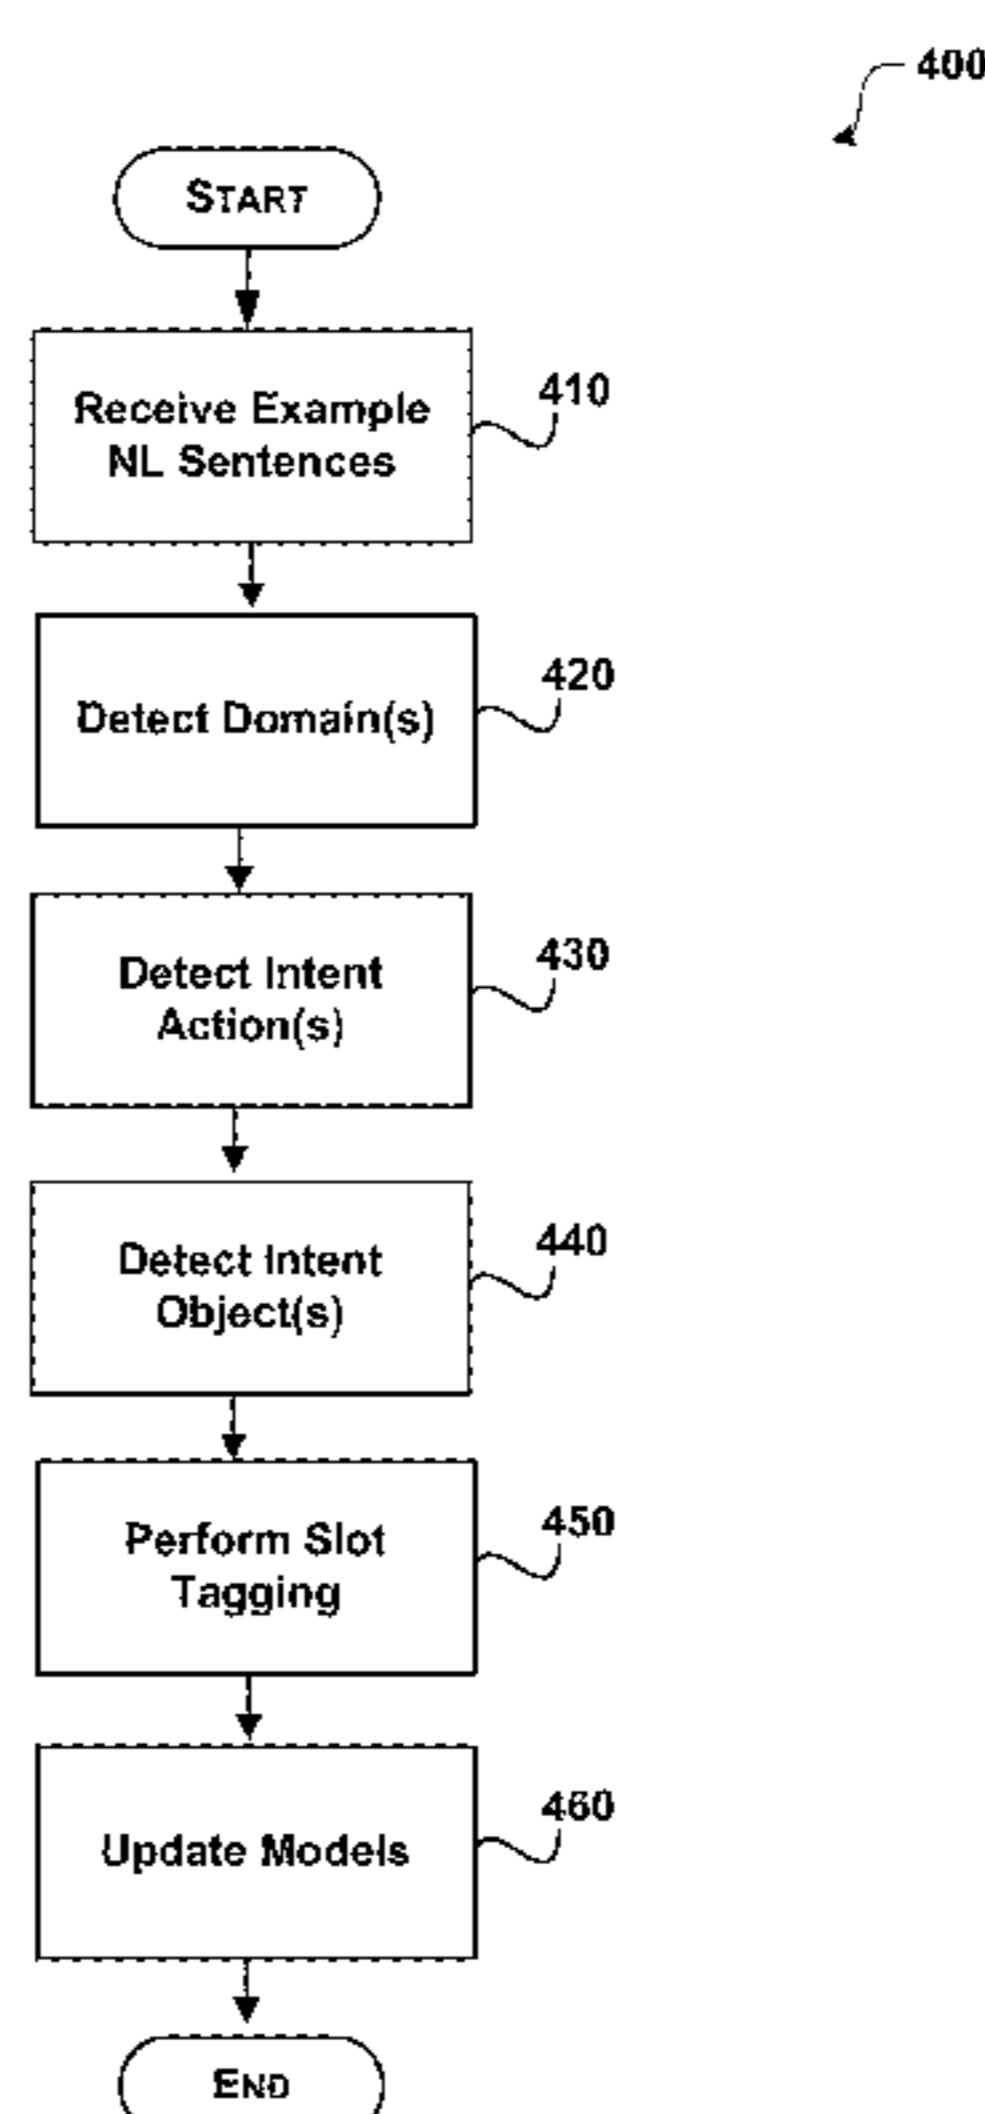 400
START
Receive Example
NL Sentences
410
Detect Domain(s)
420
Detect Intent
Action(s)
430
Detect Intent
Object(s)
440
Perform Slot
Tagging
450
Update Models
460
END